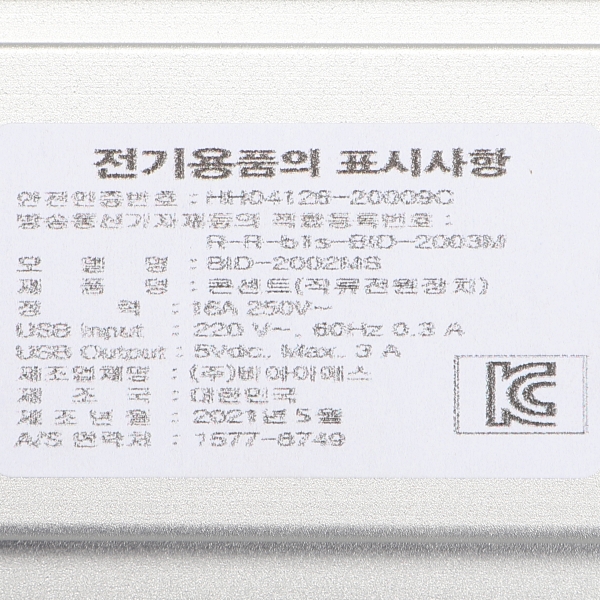 전기용품의 표시사항
안전인증번호 : HH04126-20009C
방송통신기자재등의 적합등록번호 :
R-R-b1s-BID-2003M
모 델 명 : BID-2002MS
제 품 명 : 콘센트(직류전원장치)
정 격 : 16A 250V~
USB Input : 220 V~, 60Hz 0.3 A
USB Output : 5Vdc, Max. 3 A
제조업체명 : (주)비아이에스
제 조 국 : 대한민국
제 조 년 월 : 2021년 5월
A/S 연락처 : 1577-8749
KC